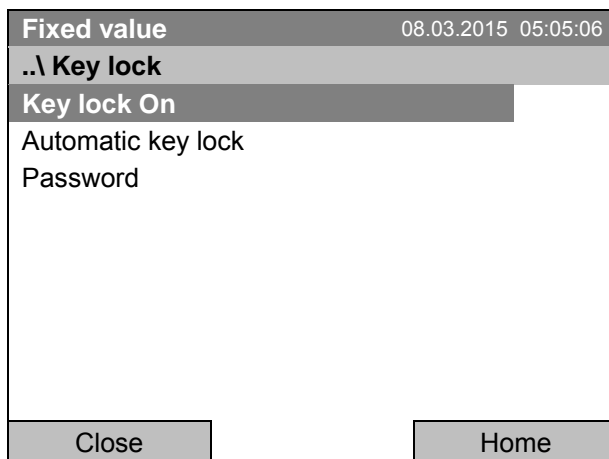 Fixed value 08.03.2015 05:05:06
..\ Key lock
Key lock On
Automatic key lock
Password
Close Home